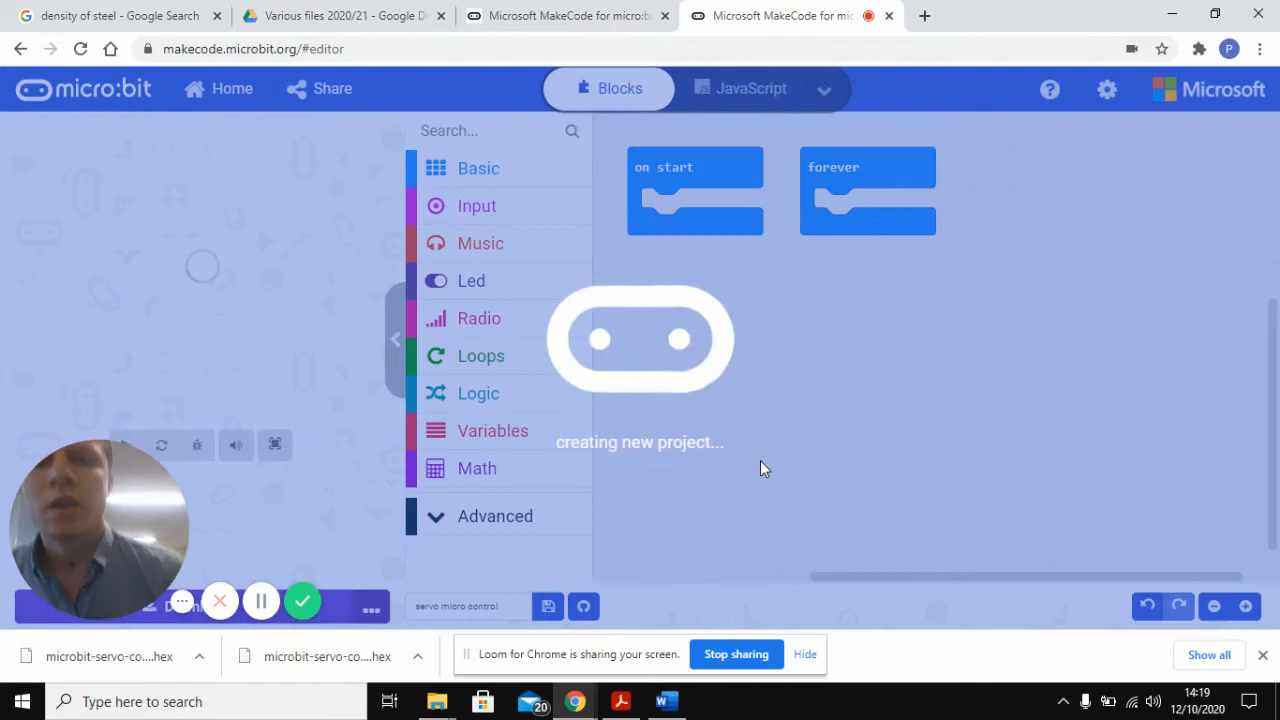 density of steel - Google Search
Various files 2020/21 - Google D
Microsoft MakeCode for micro:b
Microsoft MakeCode for mic
makecode.microbit.org/#editor
P
micro:bit
Home
Share
Blocks
JavaScript
Microsoft
Search...
Basic
Input
Music
Led
Radio
Loops
Logic
Variables
Math
Advanced
on start
forever
creating new project...
servo micro control
microbit-servo-co....hex
microbit-servo-co....hex
Loom for Chrome is sharing your screen.
Stop sharing
Hide
Show all
Type here to search
20
14:19
12/10/2020